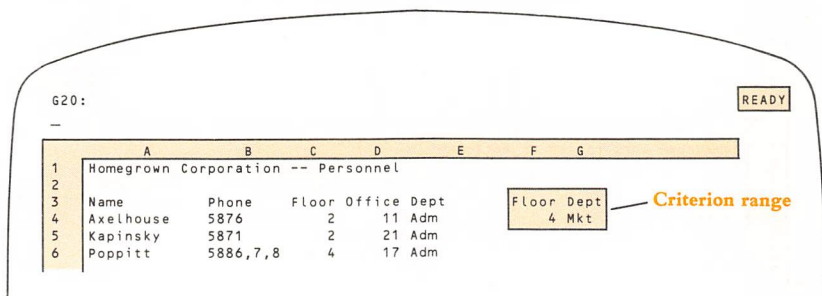 G20:
READY
_
A B C D E F G
1 Homegrown Corporation -- Personnel
2
3 Name Phone Floor Office Dept Floor Dept Criterion range
4 Axelhouse 5876 2 11 Adm 4 Mkt
5 Kapinsky 5871 2 21 Adm
6 Poppitt 5886,7,8 4 17 Adm